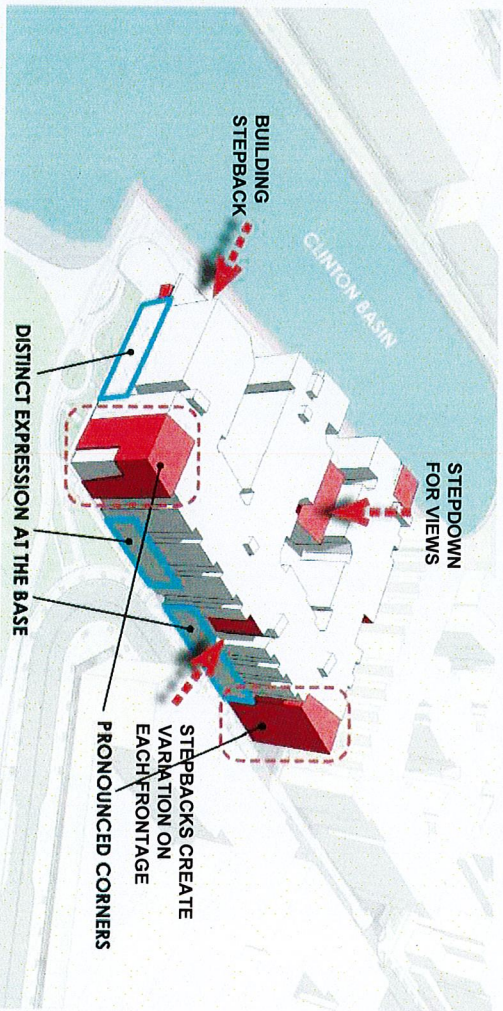 BUILDING
STEPBACK
CLINTON BASIN
STEPDOWN
FOR VIEWS
DISTINCT EXPRESSION AT THE BASE
STEPBACKS CREATE
VARIATION ON
EACH FRONTAGE
PRONOUNCED CORNERS